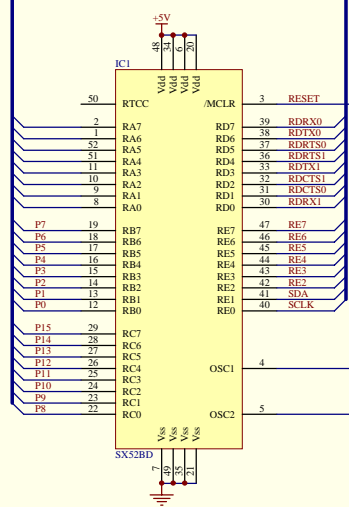 +5V
48 34 6 20
IC1
Vdd Vdd Vdd Vdd
50 RTCC /MCLR 3 RESET
2 RA7 RD7 39 RDRX0
1 RA6 RD6 38 RDTX0
52 RA5 RD5 37 RDRTS0
51 RA4 RD4 36 RDRTS1
11 RA3 RD3 33 RDTX1
10 RA2 RD2 32 RDCTS1
9 RA1 RD1 31 RDCTS0
8 RA0 RD0 30 RDRX1
P7 19 RB7 RE7 47 RE7
P6 18 RB6 RE6 46 RE6
P5 17 RB5 RE5 45 RE5
P4 16 RB4 RE4 44 RE4
P3 15 RB3 RE3 43 RE3
P2 14 RB2 RE2 42 RE2
P1 13 RB1 RE1 41 SDA
P0 12 RB0 RE0 40 SCLK
P15 29 RC7
P14 28 RC6
P13 27 RC5
P12 26 RC4 OSC1 4
P11 25 RC3
P10 24 RC2
P9 23 RC1
P8 22 RC0 OSC2 5
Vss Vss Vss Vss
SX52BD
7 49 35 21